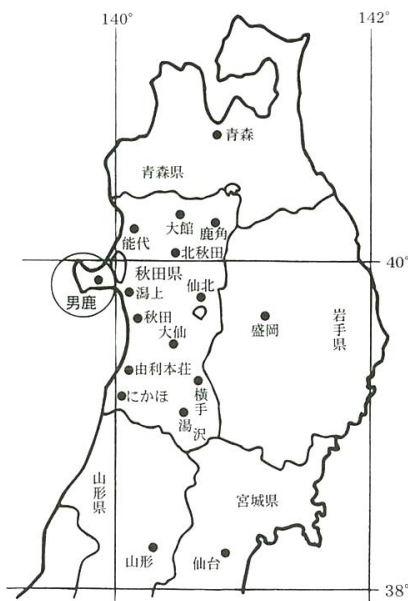 140°
142°
青森
青森県
大館
鹿角
能代
北秋田
40°
秋田県
男鹿
潟上
仙北
秋田
大仙
盛岡
岩手県
由利本荘
にかほ
横手
湯沢
山形県
宮城県
山形
仙台
38°